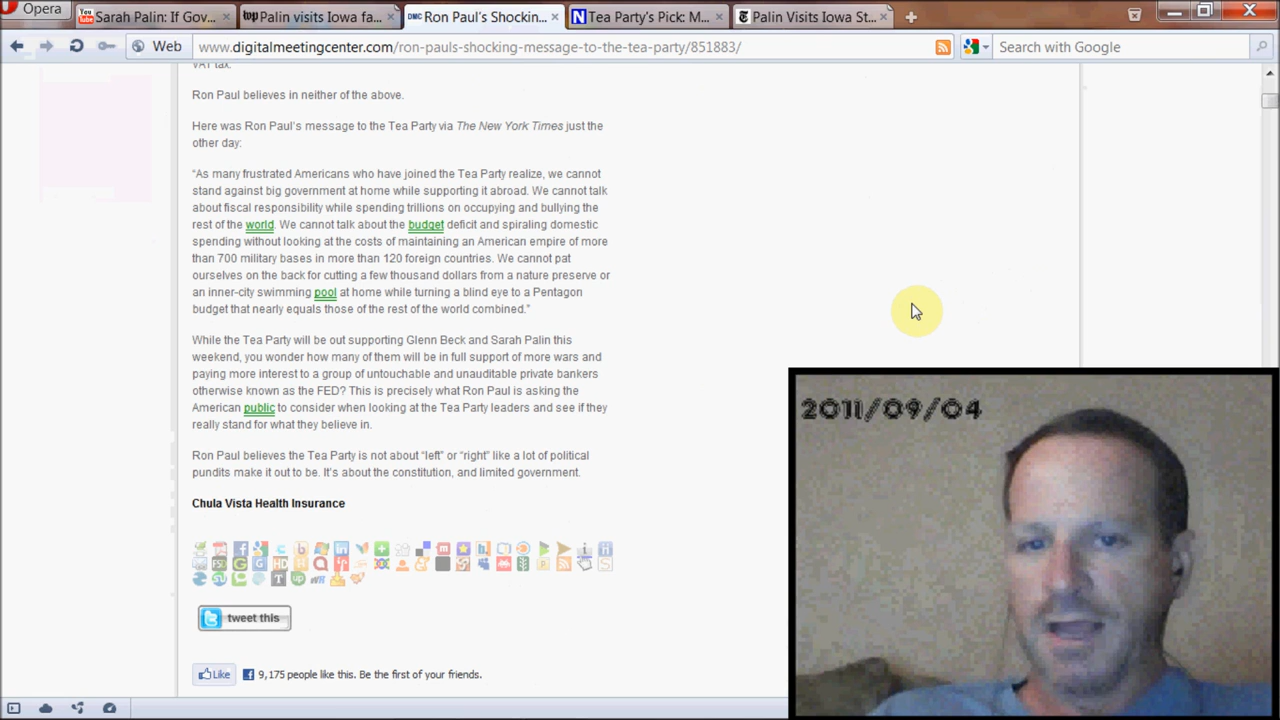 Opera
You Tube Sarah Palin: If Gov...
wp Palin visits Iowa fa...
DMC Ron Paul's Shockin...
N Tea Party's Pick: M...
Palin Visits Iowa St...
Web
www.digitalmeetingcenter.com/ron-pauls-shocking-message-to-the-tea-party/851883/
Search with Google
VAT tax.
Ron Paul believes in neither of the above.
Here was Ron Paul's message to the Tea Party via The New York Times just the
other day:
“As many frustrated Americans who have joined the Tea Party realize, we cannot
stand against big government at home while supporting it abroad. We cannot talk
about fiscal responsibility while spending trillions on occupying and bullying the
rest of the world. We cannot talk about the budget deficit and spiraling domestic
spending without looking at the costs of maintaining an American empire of more
than 700 military bases in more than 120 foreign countries. We cannot pat
ourselves on the back for cutting a few thousand dollars from a nature preserve or
an inner-city swimming pool at home while turning a blind eye to a Pentagon
budget that nearly equals those of the rest of the world combined.”
While the Tea Party will be out supporting Glenn Beck and Sarah Palin this
weekend, you wonder how many of them will be in full support of more wars and
paying more interest to a group of untouchable and unauditable private bankers
otherwise known as the FED? This is precisely what Ron Paul is asking the
American public to consider when looking at the Tea Party leaders and see if they
really stand for what they believe in.
Ron Paul believes the Tea Party is not about “left” or “right” like a lot of political
pundits make it out to be. It's about the constitution, and limited government.
Chula Vista Health Insurance
tweet this
Like
9,175 people like this. Be the first of your friends.
2011/09/04